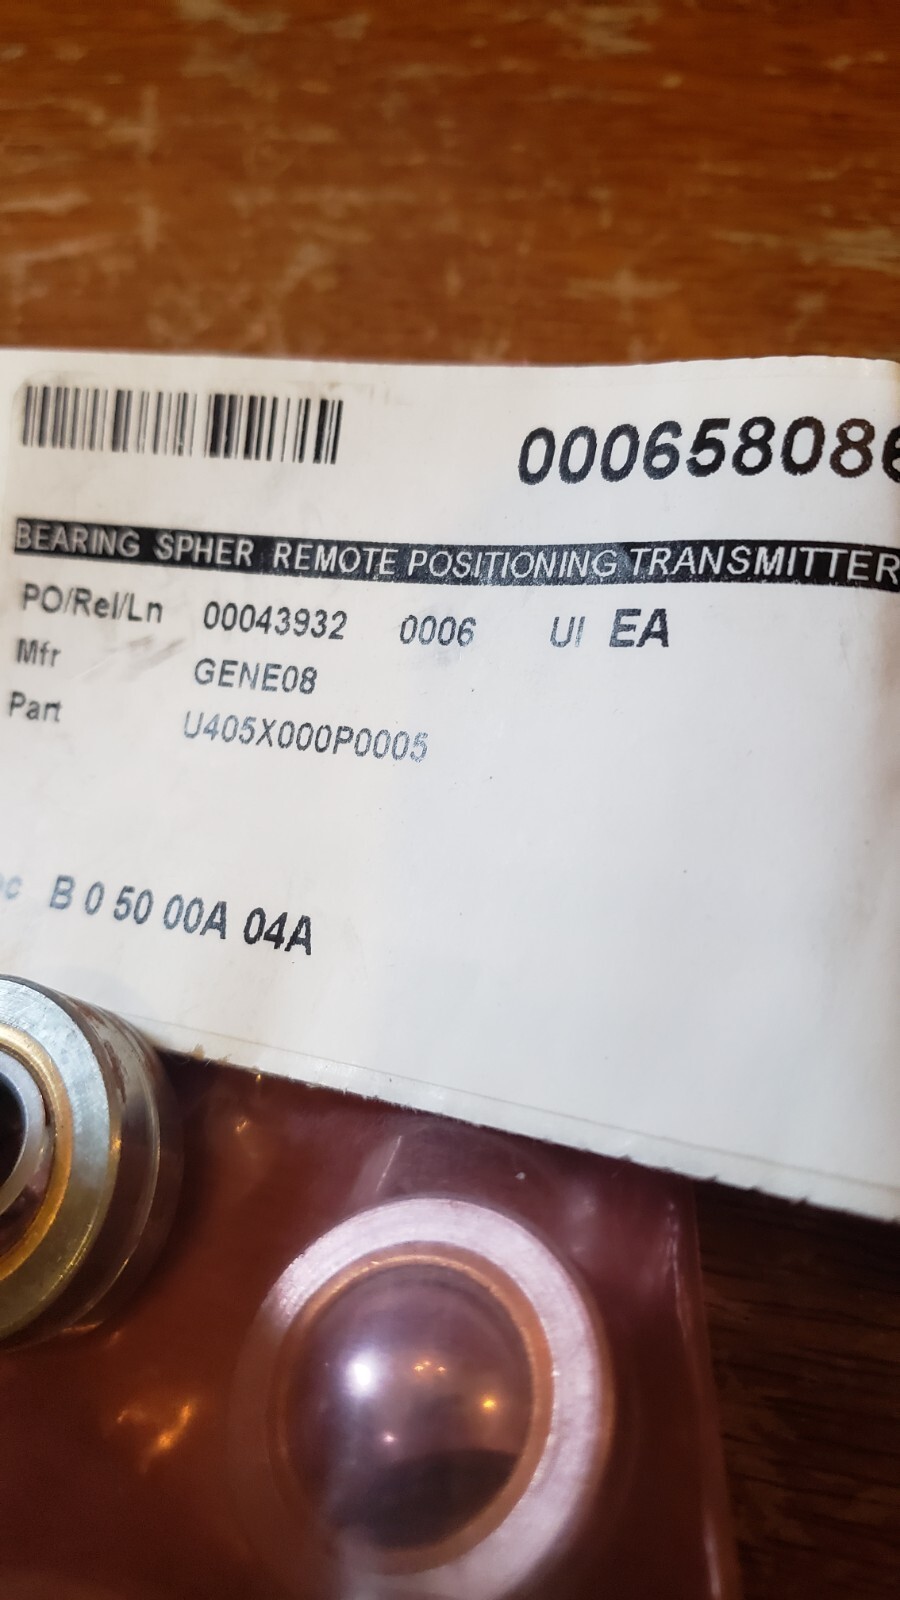 00065808
BEARING SPHER REMOTE POSITIONING TRANSMITTER
PO/Rel/Ln 00043932 0006 UI EA
Mfr GENE08
Part U405X000P0005
B 0 50 00A 04A